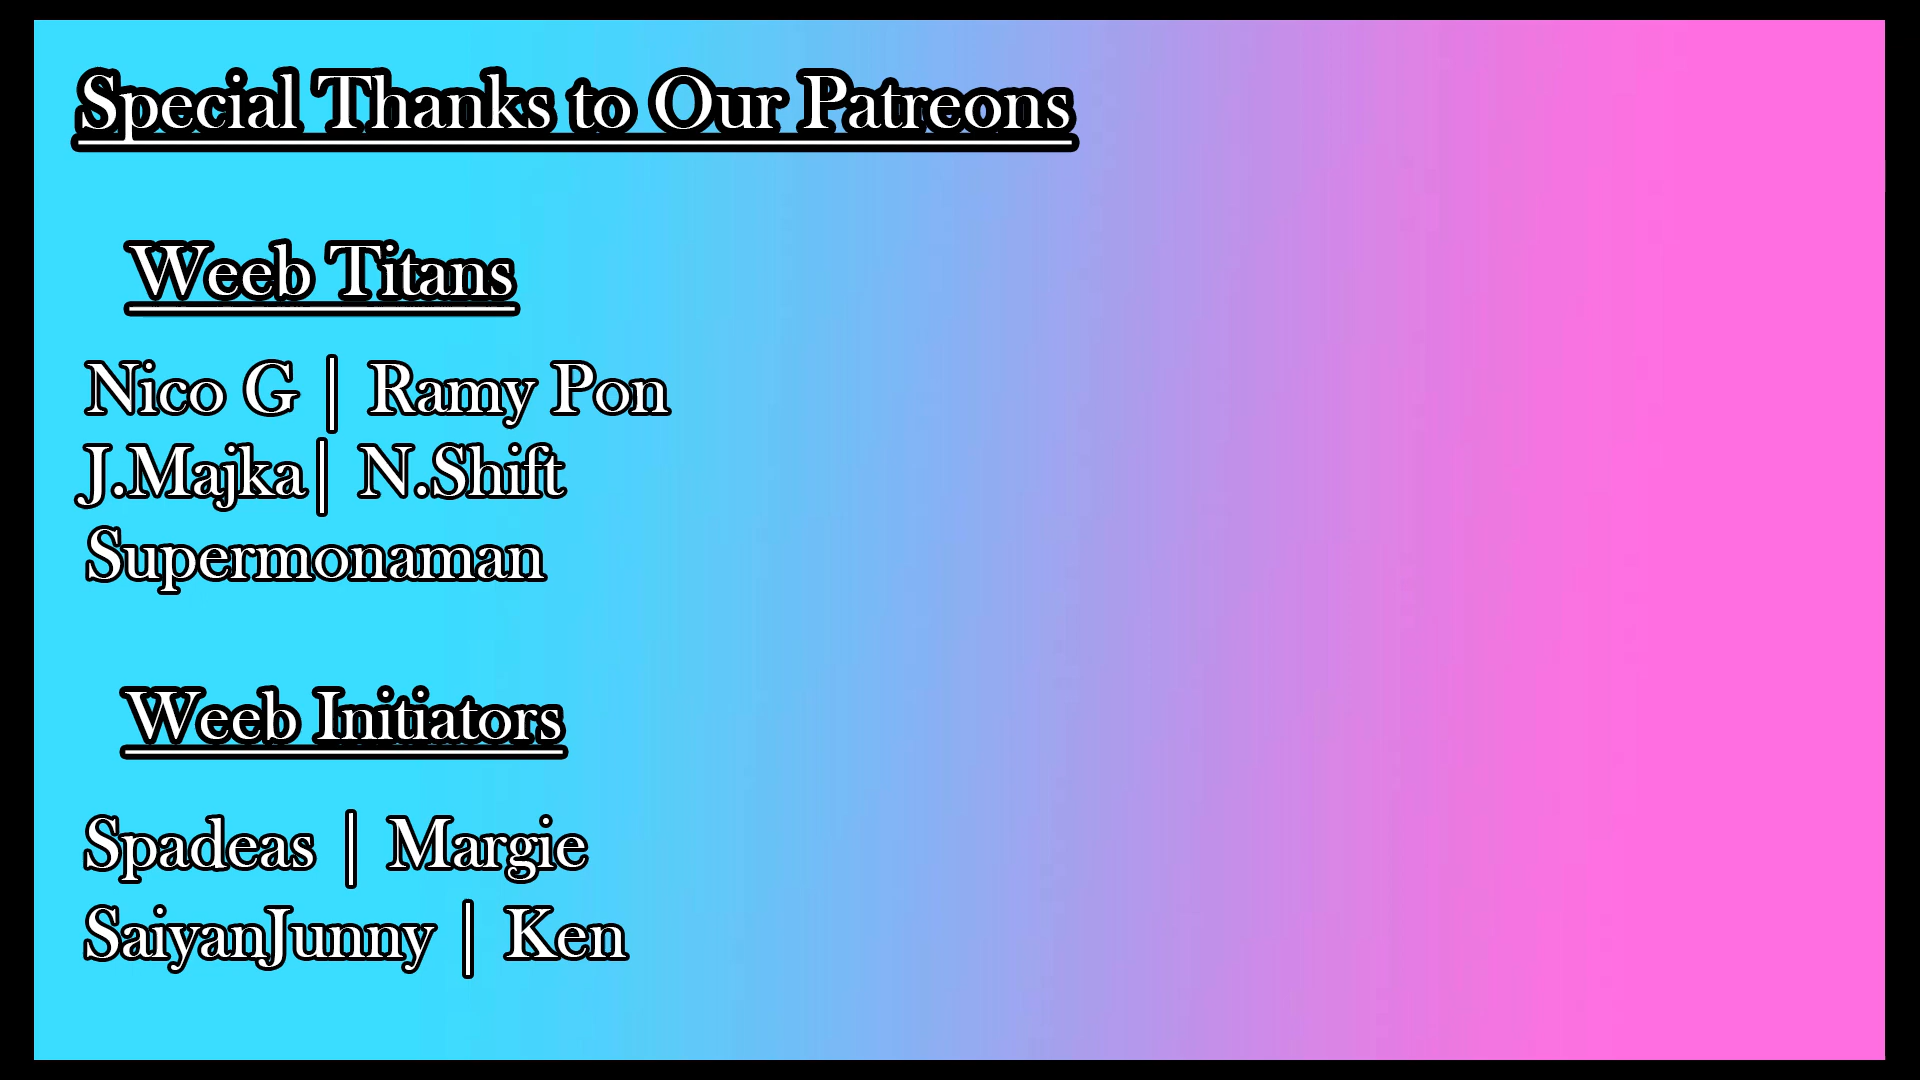 Special Thanks to Our Patreons
Weeb Titans
Nico G | Ramy Pon
J.Majka| N.Shift
Supermonaman
Weeb Initiators
Spadeas | Margie
SaiyanJunny | Ken